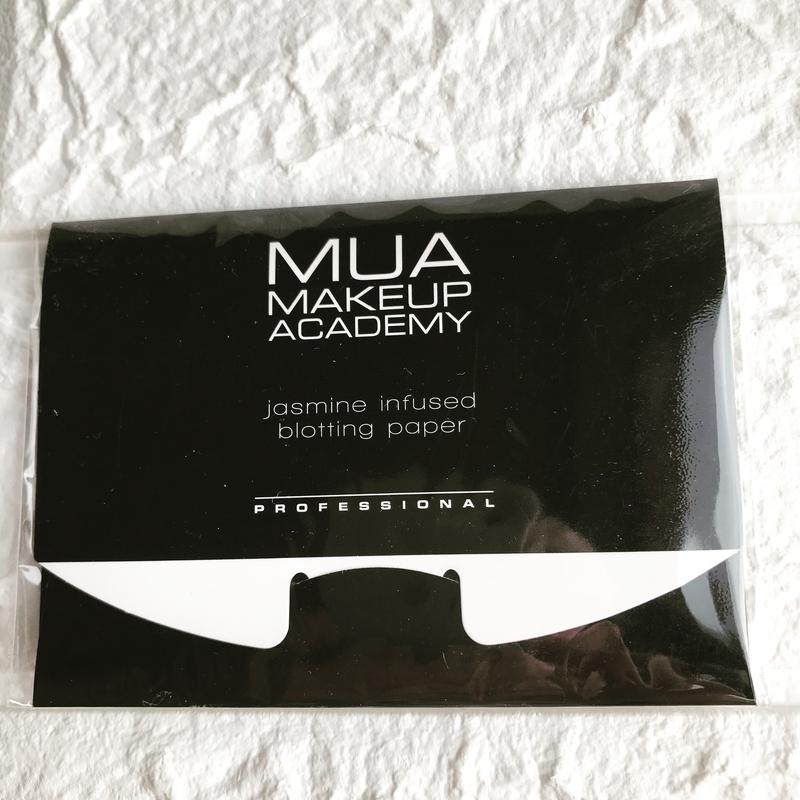 MUA
MAKEUP
ACADEMY
jasmine infused
blotting paper
PROFESSIONAL